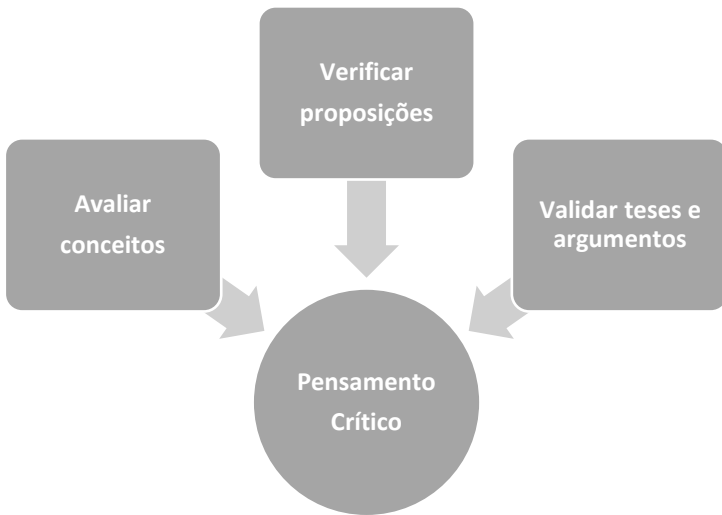 Verificar
proposições
Avaliar
conceitos
Validar teses e
argumentos
Pensamento
Crítico